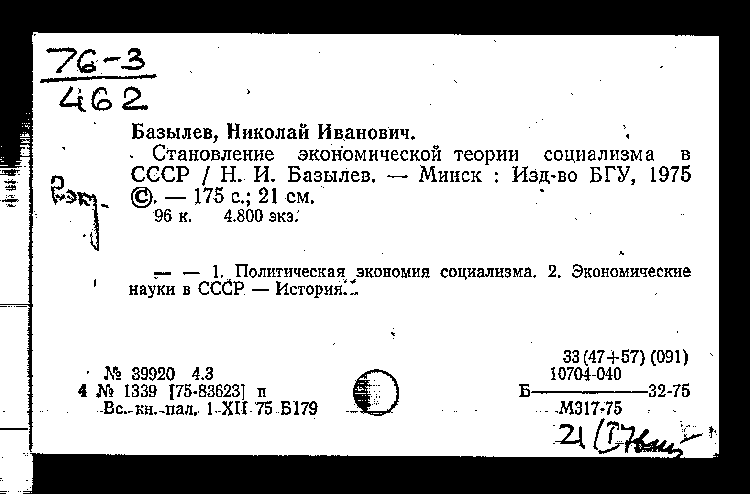 76-3
462
Базылев, Николай Иванович.
Становление экономической теории социализма в
СССР / Н. И. Базылев. — Минск : Изд-во БГУ, 1975
©. — 175 с.; 21 см.
96 к. 4.800 экз.
— — 1. Политическая экономия социализма. 2. Экономические
науки в СССР — История.
33(47+57)(091)
№ 39920 4.3
10704-040
4 № 1339 [75-83623] п
Б———32-75
Вс. кн. пал. 1 XII 75 Б179
М317-75
21